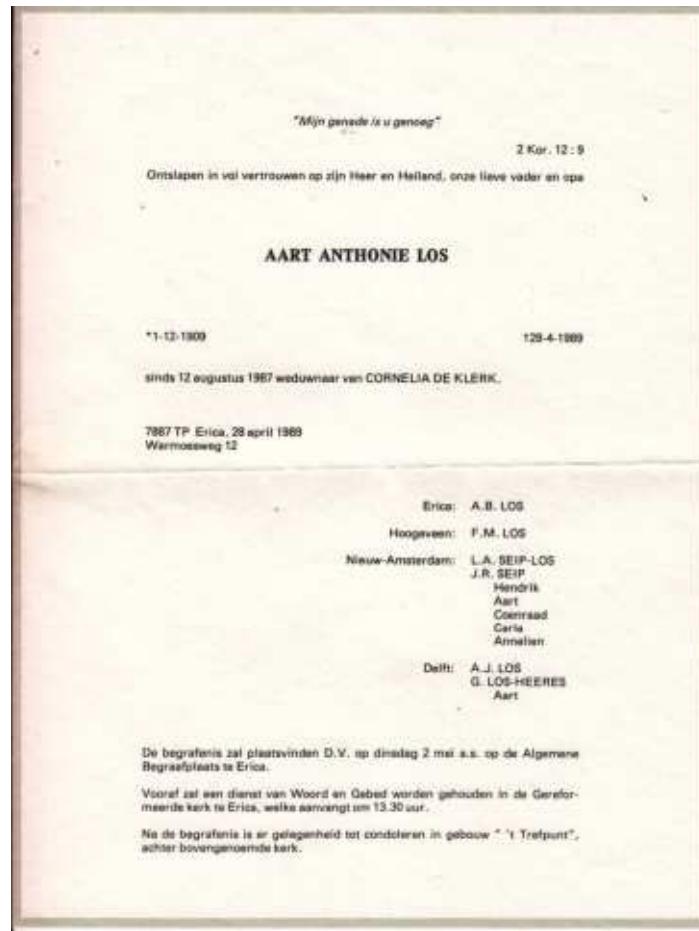 "Mijn genade is u genoeg"
2 Kor. 12 : 9
Ontslapen in vol vertrouwen op zijn Heer en Heiland, onze lieve vader en opa
AART ANTHONIE LOS
*1-12-1909 †28-4-1989
sinds 12 augustus 1987 weduwnaar van CORNELIA DE KLERK.
7887 TP Erica, 28 april 1989
Warmoesweg 12
Erica: A.B. LOS
Hoogeveen: F.M. LOS
Nieuw-Amsterdam: L.A. SEIP-LOS
J.R. SEIP
Hendrik
Aart
Coenraad
Carla
Annelien
Delft: A.J. LOS
G. LOS-HEERES
Aart
De begrafenis zal plaatsvinden D.V. op dinsdag 2 mei a.s. op de Algemene
Begraafplaats te Erica.
Vooraf zal een dienst van Woord en Gebed worden gehouden in de Gerefor-
meerde kerk te Erica, welke aanvangt om 13.30 uur.
Na de begrafenis is er gelegenheid tot condoleren in gebouw " 't Trefpunt",
achter bovengenoemde kerk.